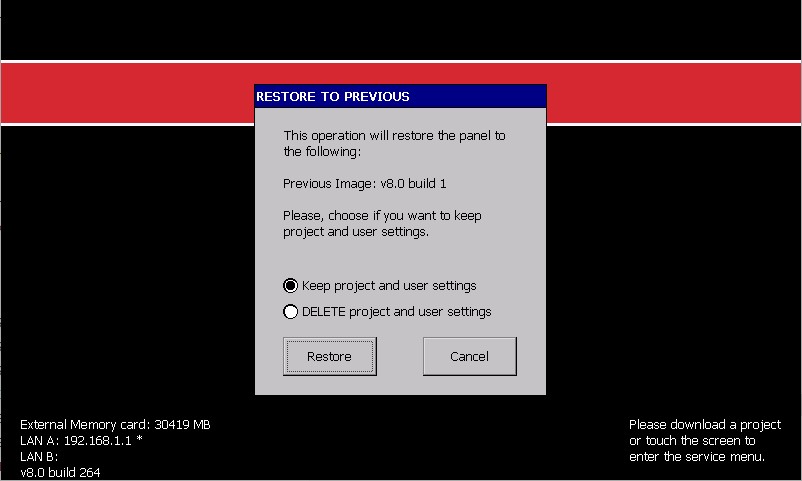 RESTORE TO PREVIOUS
This operation will restore the panel to
the following:
Previous Image: v8.0 build 1
Please, choose if you want to keep
project and user settings.
Keep project and user settings
DELETE project and user settings
Restore
Cancel
External Memory card: 30419 MB
LAN A: 192.168.1.1 *
LAN B:
v8.0 build 264
Please download a project
or touch the screen to
enter the service menu.